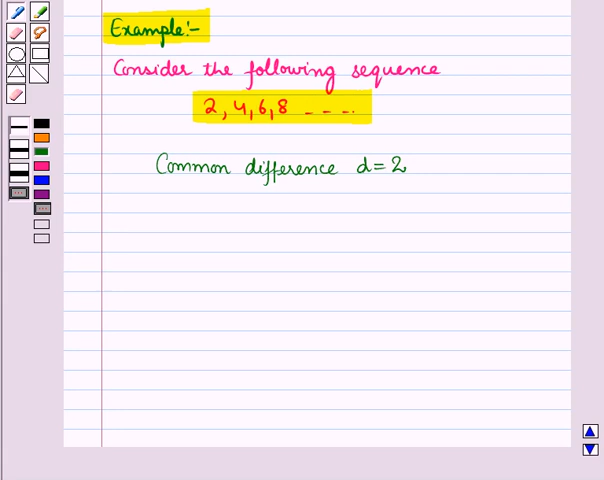 Example:-
Consider the following sequence
2, 4, 6, 8 - - - ..
Common difference d = 2